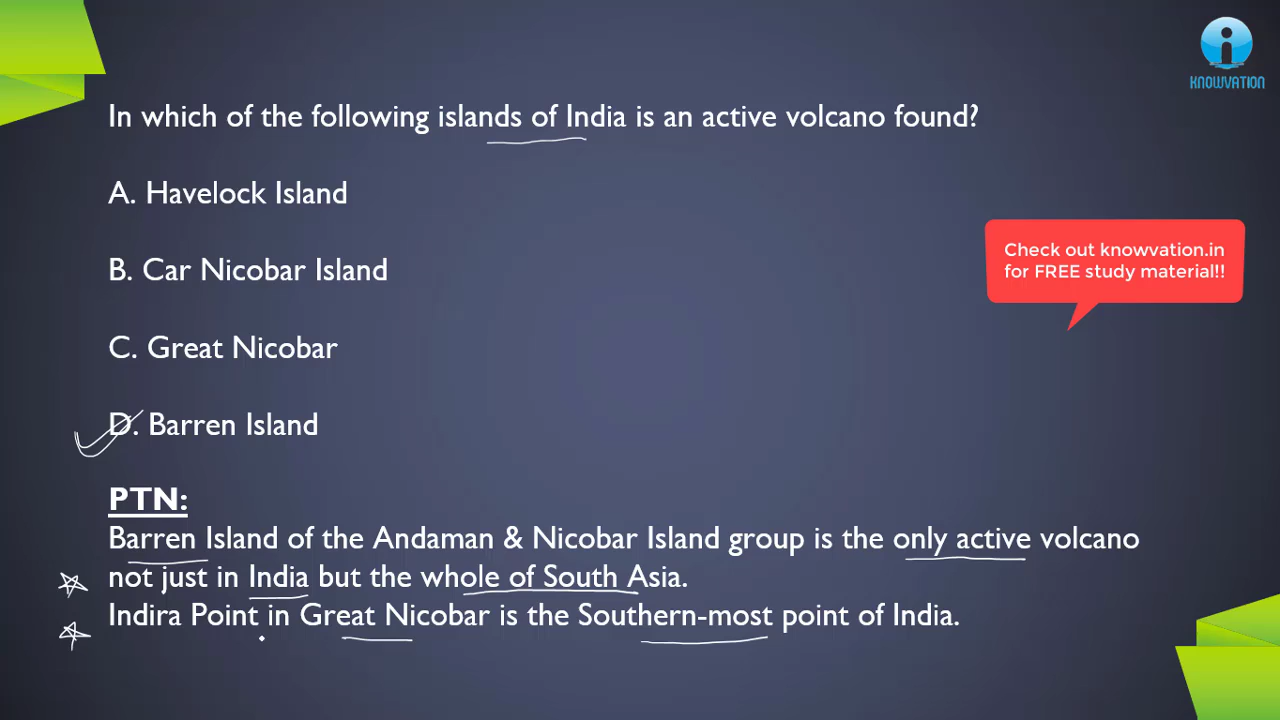 KNOWVATION
In which of the following islands of India is an active volcano found?
A. Havelock Island
B. Car Nicobar Island
Check out knowvation.in
for FREE study material!!
C. Great Nicobar
D. Barren Island
PTN:
Barren Island of the Andaman & Nicobar Island group is the only active volcano
not just in India but the whole of South Asia.
Indira Point in Great Nicobar is the Southern-most point of India.